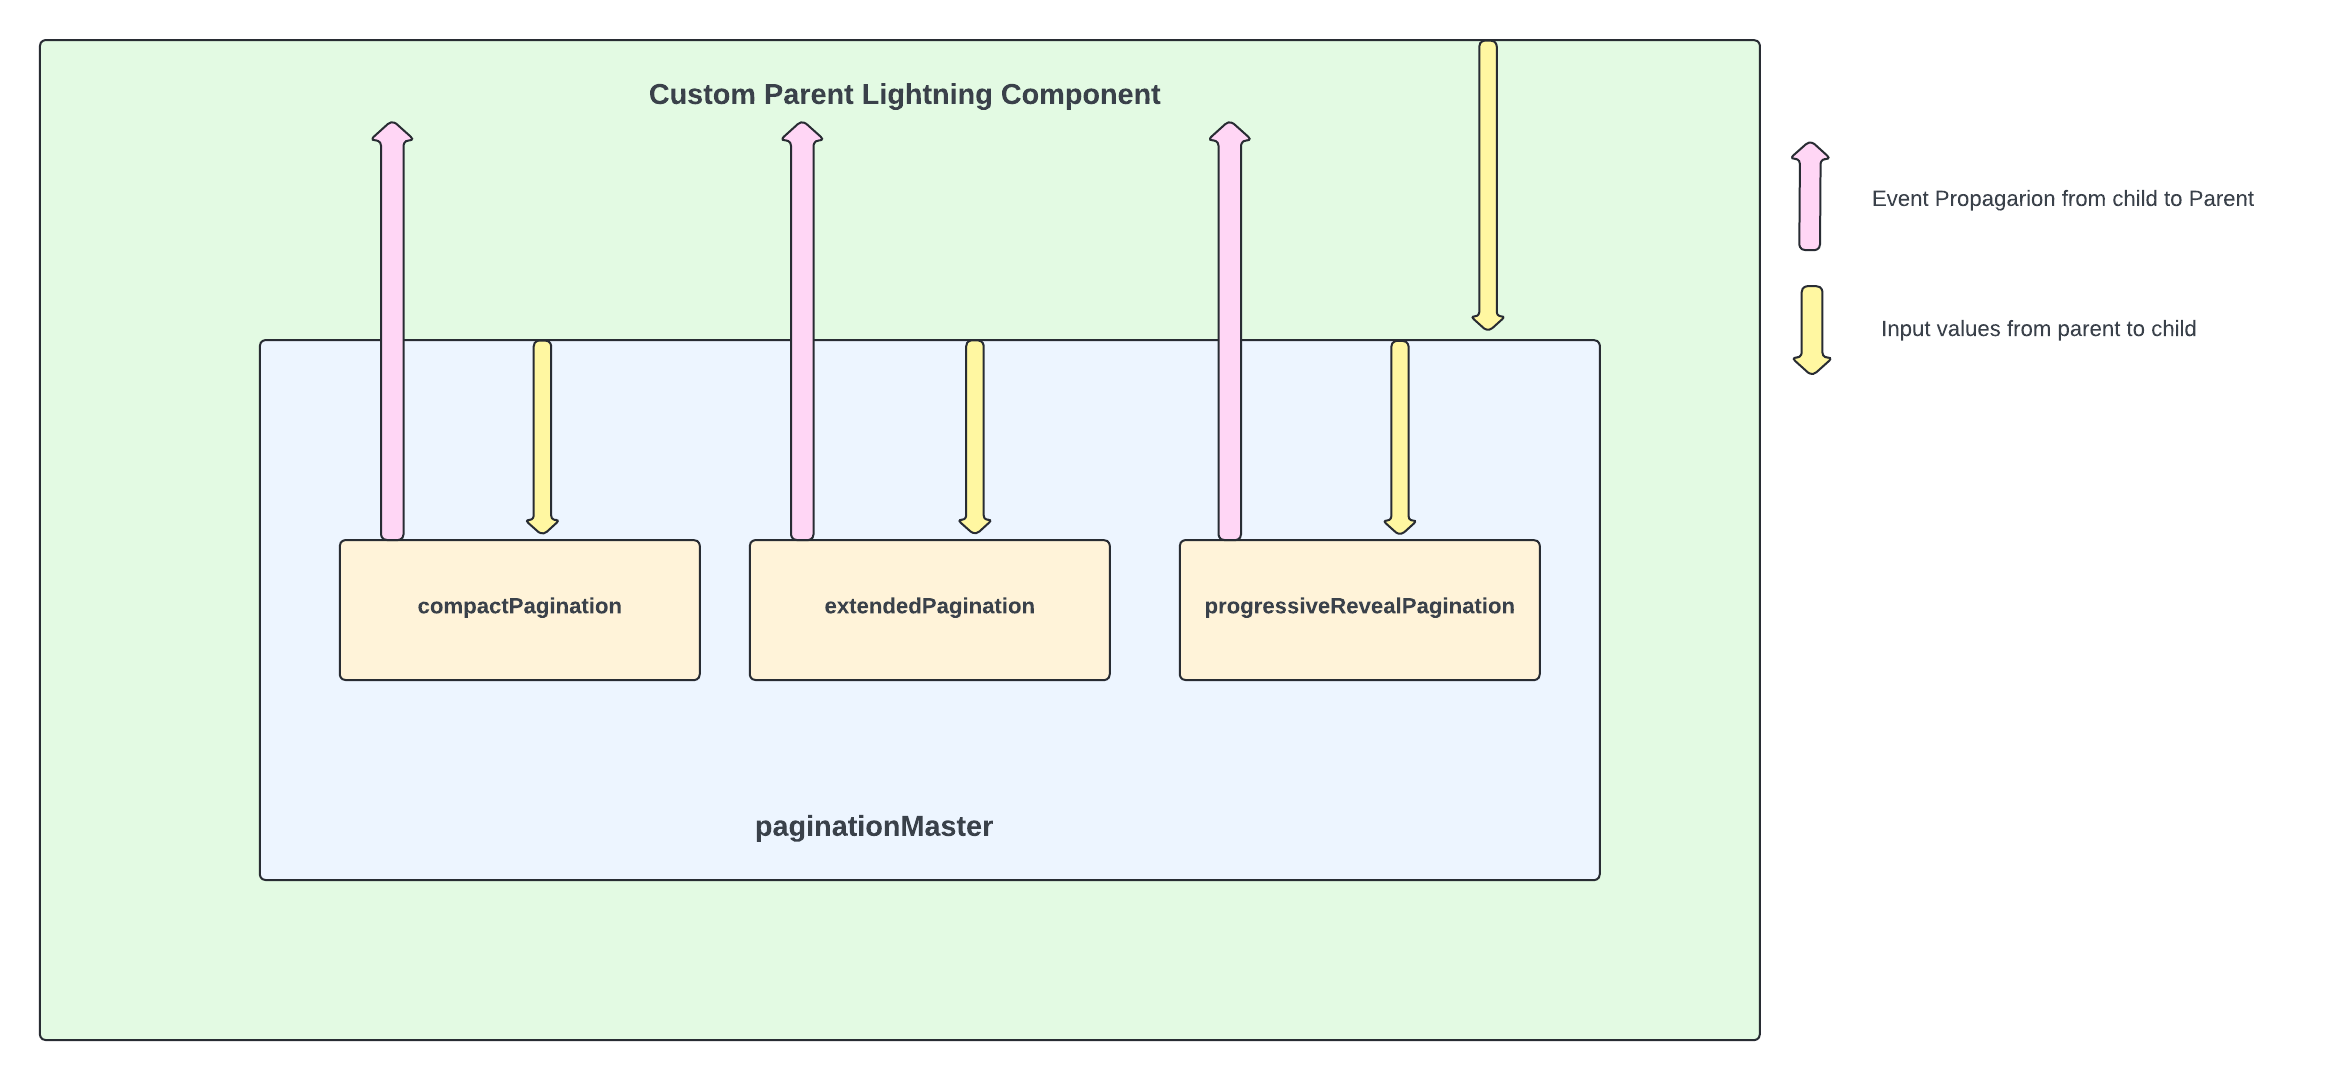 Custom Parent Lightning Component
Event Propagarion from child to Parent
Input values from parent to child
compactPagination
extendedPagination
progressiveRevealPagination
paginationMaster